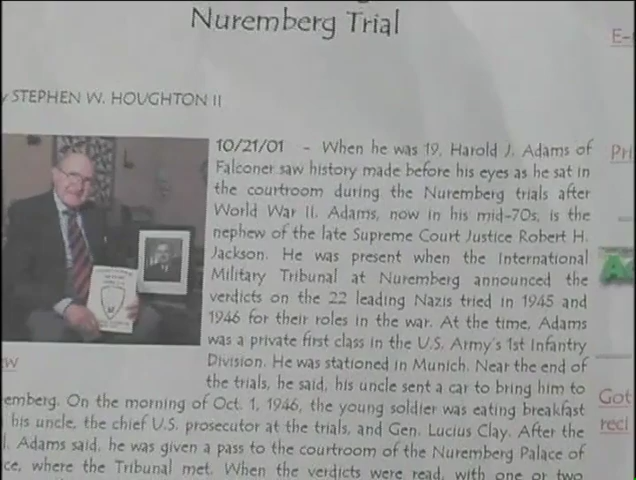 Nuremberg Trial
STEPHEN W. HOUGHTON II
10/21/01 - When he was 19, Harold J. Adams of
Falconer saw history made before his eyes as he sat in
the courtroom during the Nuremberg trials after
World War II. Adams, now in his mid-70s, is the
nephew of the late Supreme Court Justice Robert H.
Jackson. He was present when the International
Military Tribunal at Nuremberg announced the
verdicts on the 22 leading Nazis tried in 1945 and
1946 for their roles in the war. At the time, Adams
was a private first class in the U.S. Army's 1st Infantry
Division. He was stationed in Munich. Near the end of
the trials, he said, his uncle sent a car to bring him to
emberg. On the morning of Oct. 1, 1946, the young soldier was eating breakfast
his uncle, the chief U.S. prosecutor at the trials, and Gen. Lucius Clay. After the
Adams said, he was given a pass to the courtroom of the Nuremberg Palace of
ce, where the Tribunal met. When the verdicts were read, with one or two
E-
Pri
Got
reci